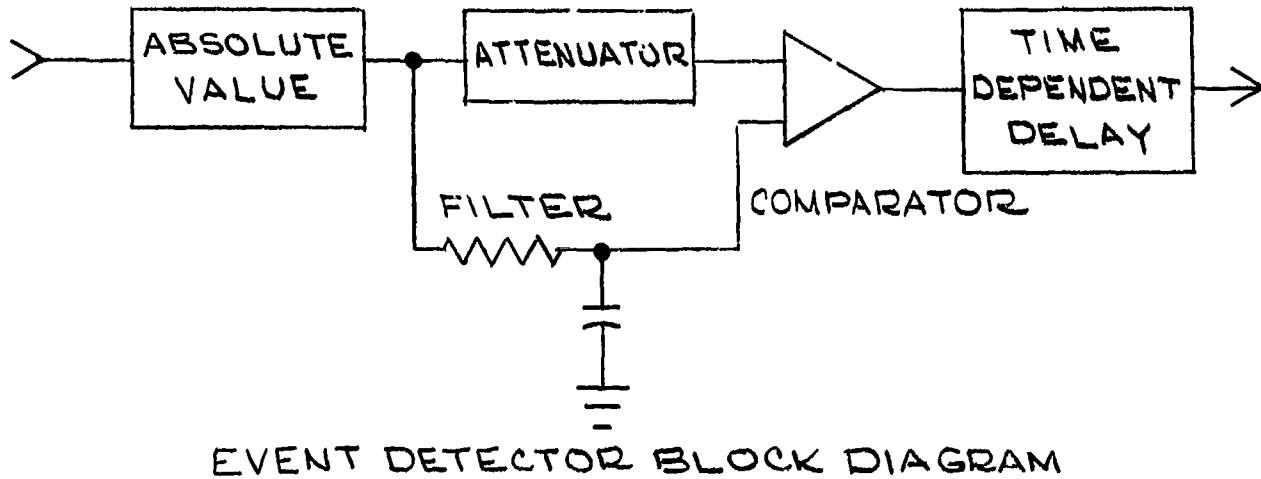 ABSOLUTE
VALUE
ATTENUATOR
TIME
DEPENDENT
DELAY
FILTER
COMPARATOR
EVENT DETECTOR BLOCK DIAGRAM